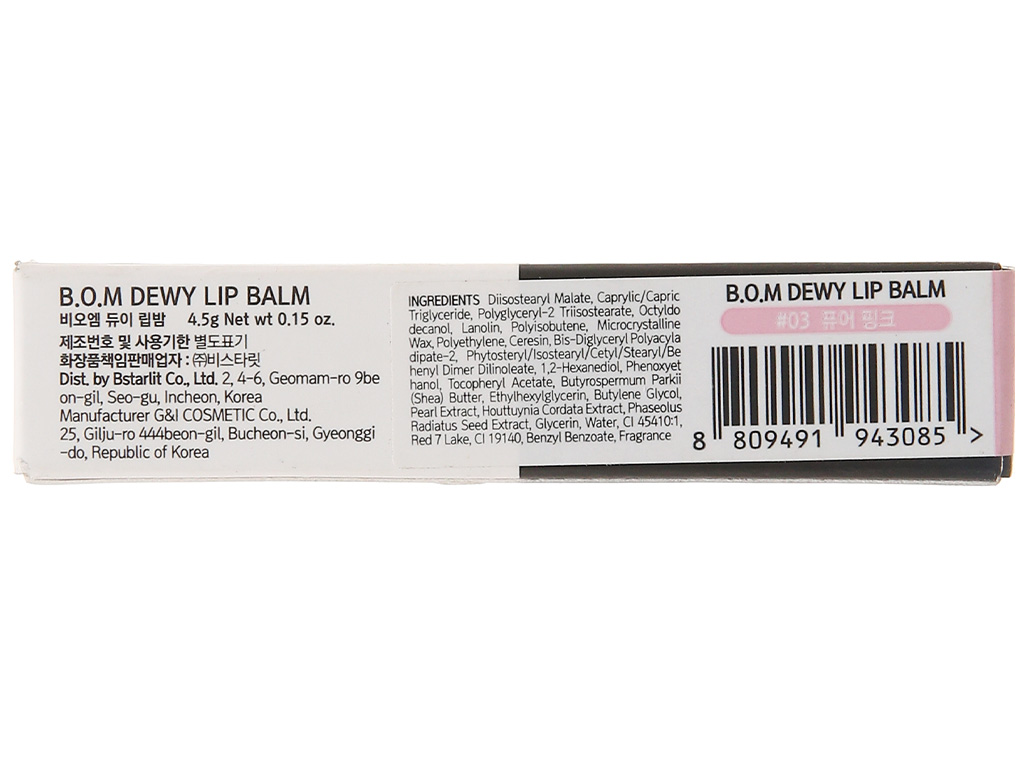 B.O.M DEWY LIP BALM
비오엠 듀이 립밤 4.5g Net wt 0.15 oz.
제조번호 및 사용기한 별도표기
화장품책임판매업자 : ㈜비스타릿
Dist. by Bstarlit Co., Ltd. 2, 4-6, Geomam-ro 9be
on-gil, Seo-gu, Incheon, Korea
Manufacturer G&I COSMETIC Co., Ltd.
25, Gilju-ro 444beon-gil, Bucheon-si, Gyeonggi
-do, Republic of Korea
INGREDIENTS Diisostearyl Malate, Caprylic/Capric
Triglyceride, Polyglyceryl-2 Triisostearate, Octyldo
decanol, Lanolin, Polyisobutene, Microcrystalline
Wax, Polyethylene, Ceresin, Bis-Diglyceryl Polyacyla
dipate-2, Phytosteryl/Isostearyl/Cetyl/Stearyl/Be
henyl Dimer Dilinoleate, 1,2-Hexanediol, Phenoxyet
hanol, Tocopheryl Acetate, Butyrospermum Parkii
(Shea) Butter, Ethylhexylglycerin, Butylene Glycol,
Pearl Extract, Houttuynia Cordata Extract, Phaseolus
Radiatus Seed Extract, Glycerin, Water, CI 45410:1,
Red 7 Lake, CI 19140, Benzyl Benzoate, Fragrance
B.O.M DEWY LIP BALM
#03 퓨어 핑크
8 809491 943085 >